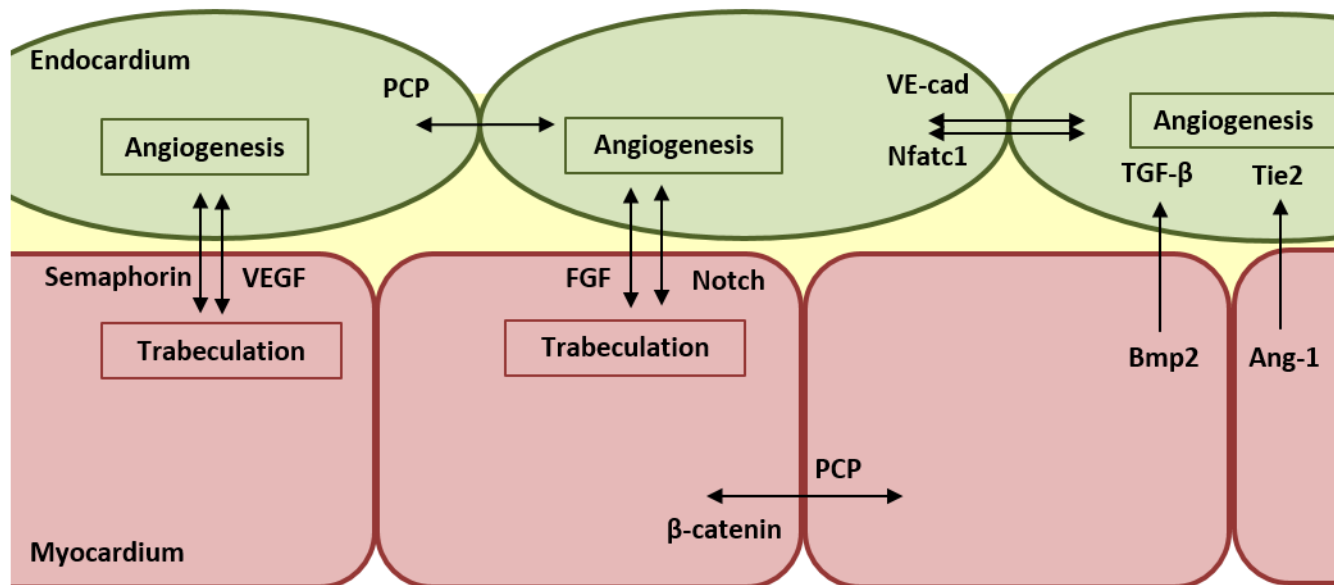 Endocardium
PCP
VE-cad
Angiogenesis
Angiogenesis
Angiogenesis
Nfatc1
TGF-β
Tie2
Semaphorin
VEGF
FGF
Notch
Trabeculation
Trabeculation
Bmp2
Ang-1
PCP
β-catenin
Myocardium